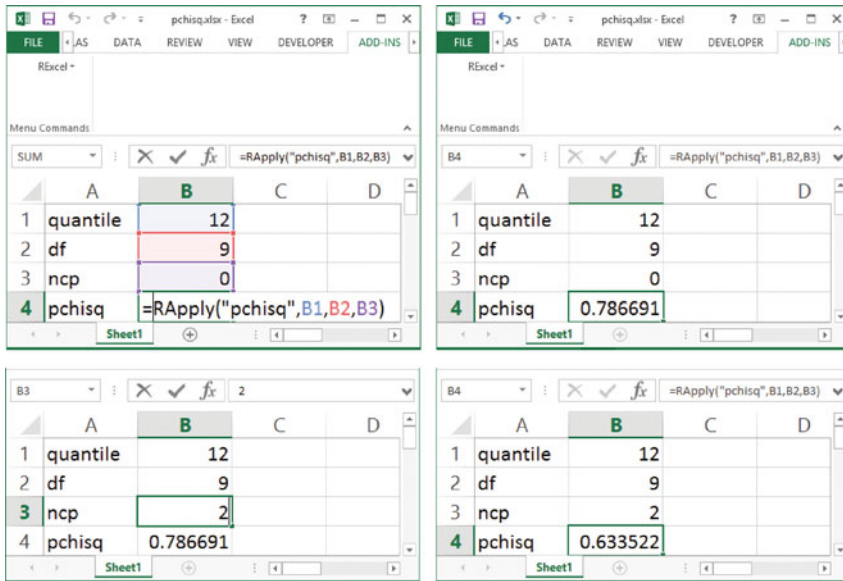 pchisq.xlsx - Excel ?
FILE AS DATA REVIEW VIEW DEVELOPER ADD-INS
RExcel
Menu Commands
SUM fx =RApply("pchisq",B1,B2,B3)
A B C D
1 quantile 12
2 df 9
3 ncp 0
4 pchisq =RApply("pchisq",B1,B2,B3)
Sheet1
pchisq.xlsx - Excel ?
FILE .AS DATA REVIEW VIEW DEVELOPER ADD-INS
RExcel
Menu Commands
B4 fx =RApply("pchisq",B1,B2,B3)
A B C D
1 quantile 12
2 df 9
3 ncp 0
4 pchisq 0.786691
Sheet1
B3 fx 2
A B C D
1 quantile 12
2 df 9
3 ncp 2
4 pchisq 0.786691
Sheet1
B4 fx =RApply("pchisq",B1,B2,B3)
A B C D
1 quantile 12
2 df 9
3 ncp 2
4 pchisq 0.633522
Sheet1